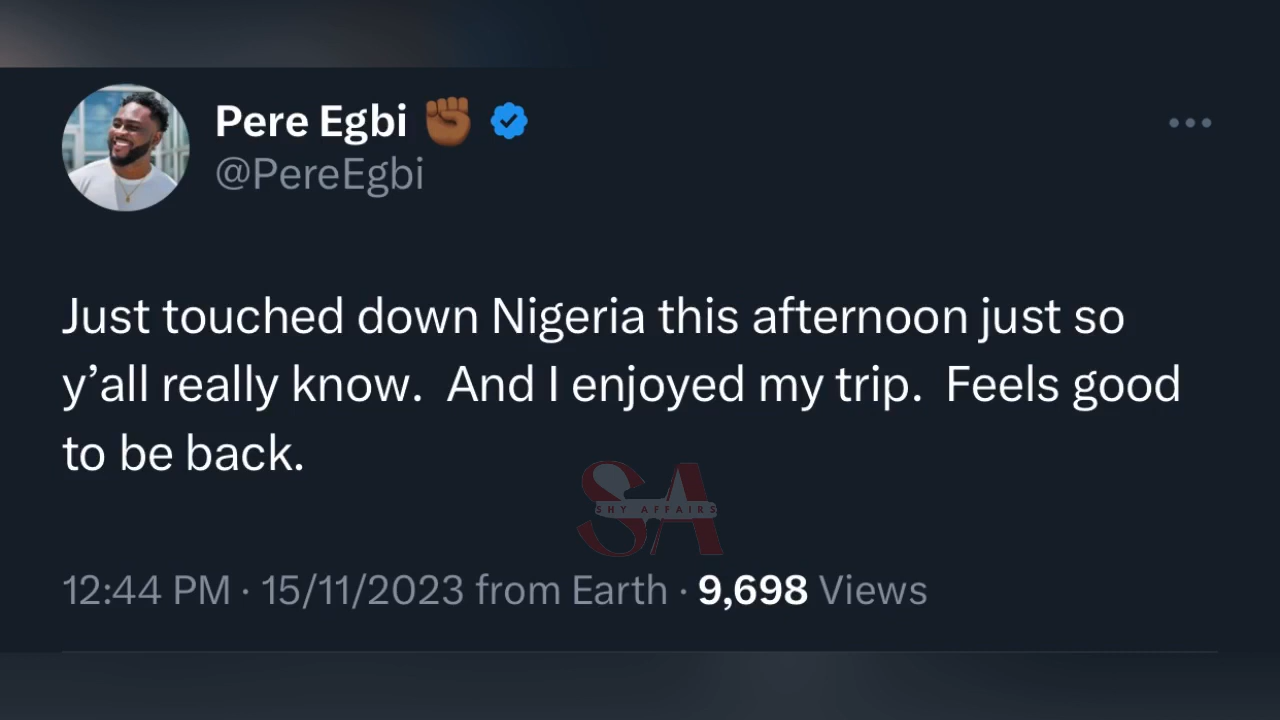 Pere Egbi ✊🏾
@PereEgbi
Just touched down Nigeria this afternoon just so
y’all really know.  And I enjoyed my trip.  Feels good
to be back.
SA
SHY AFFAIRS
12:44 PM · 15/11/2023 from Earth · 9,698 Views